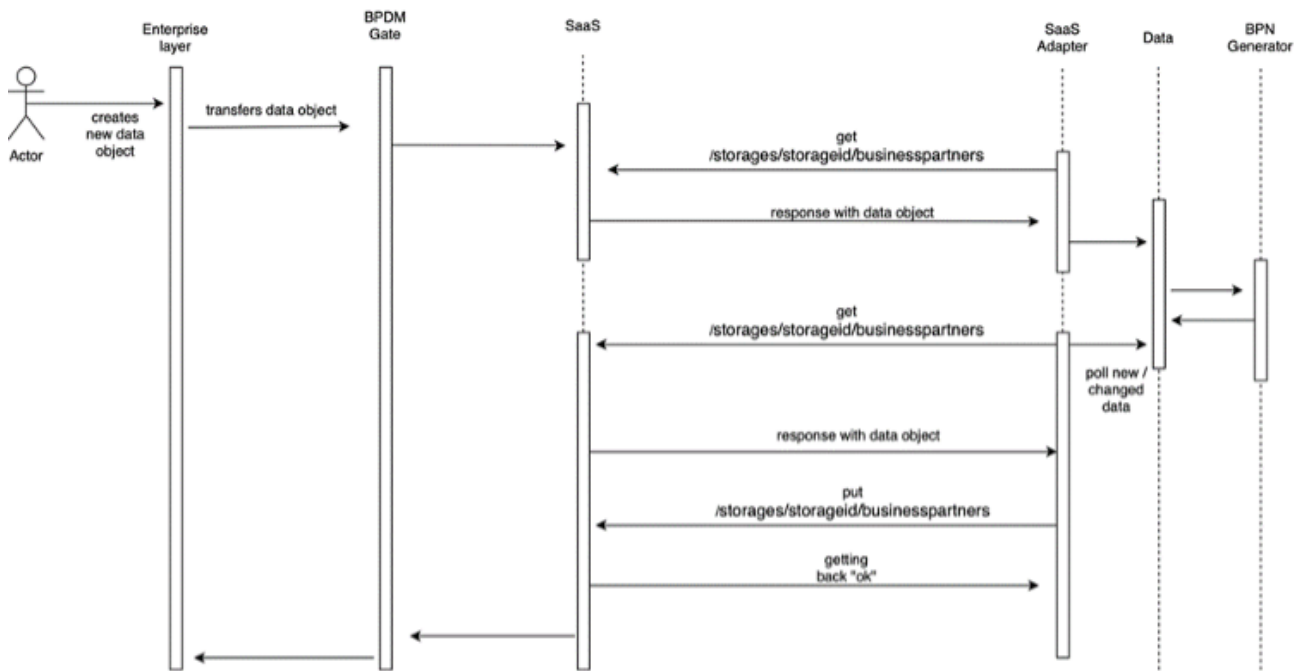 Enterprise
layer
BPDM
Gate
SaaS
SaaS
Adapter
Data
BPN
Generator
Actor
creates
new data
object
transfers data object
get
/storages/storageid/businesspartners
response with data object
get
/storages/storageid/businesspartners
poll new /
changed
data
response with data object
put
/storages/storageid/businesspartners
getting
back "ok"